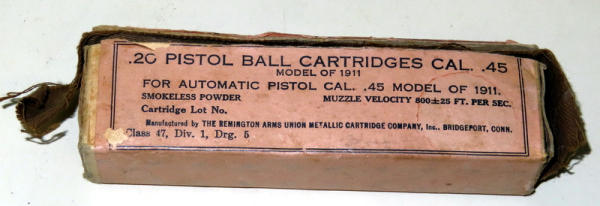 .20 PISTOL BALL CARTRIDGES CAL. .45
MODEL OF 1911
FOR AUTOMATIC PISTOL CAL. .45 MODEL OF 1911.
SMOKELESS POWDER MUZZLE VELOCITY 800±25 FT. PER SEC.
Cartridge Lot No.
Manufactured by THE REMINGTON ARMS UNION METALLIC CARTRIDGE COMPANY, Inc., BRIDGEPORT, CONN.
Class 47, Div. 1, Drg. 5